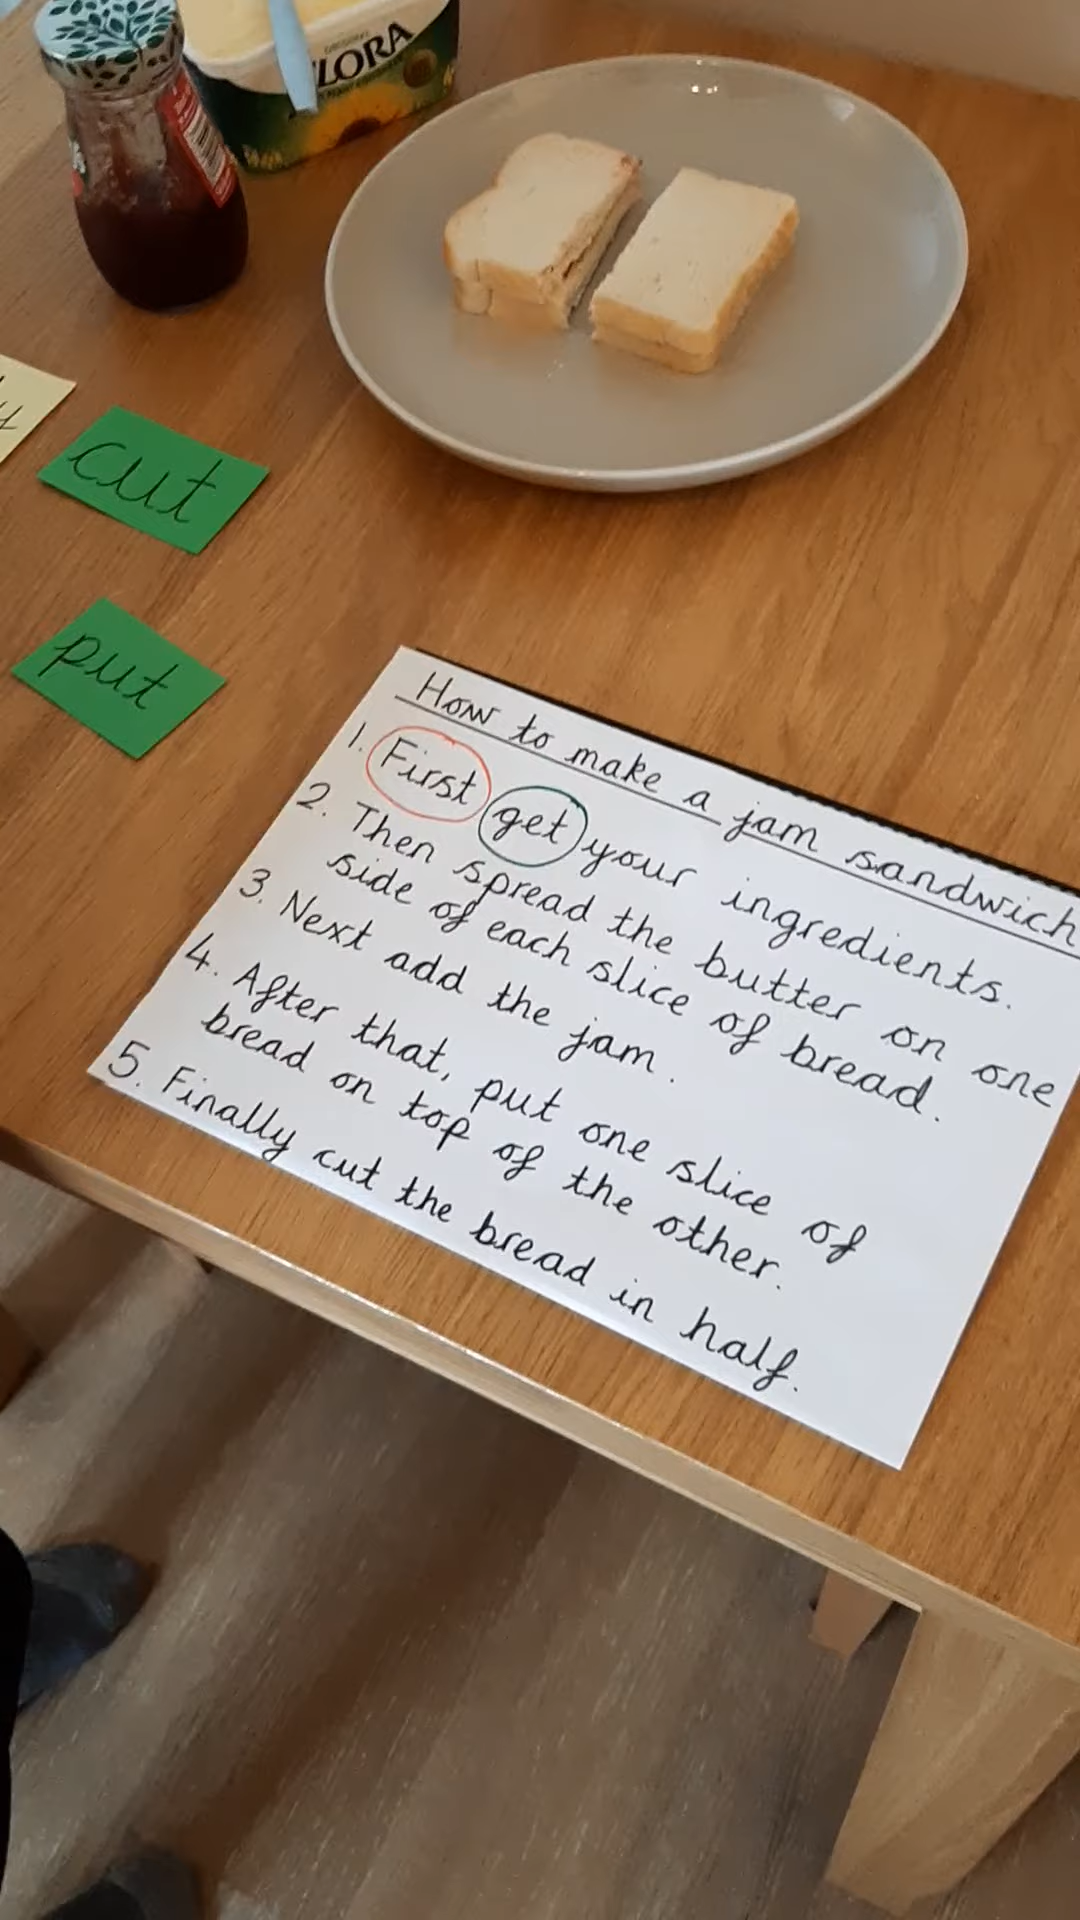 FLORA
cut
put
How to make a jam sandwich
1. First get your ingredients.
2. Then spread the butter on one
side of each slice of bread.
3. Next add the jam.
4. After that, put one slice of
bread on top of the other.
5. Finally cut the bread in half.